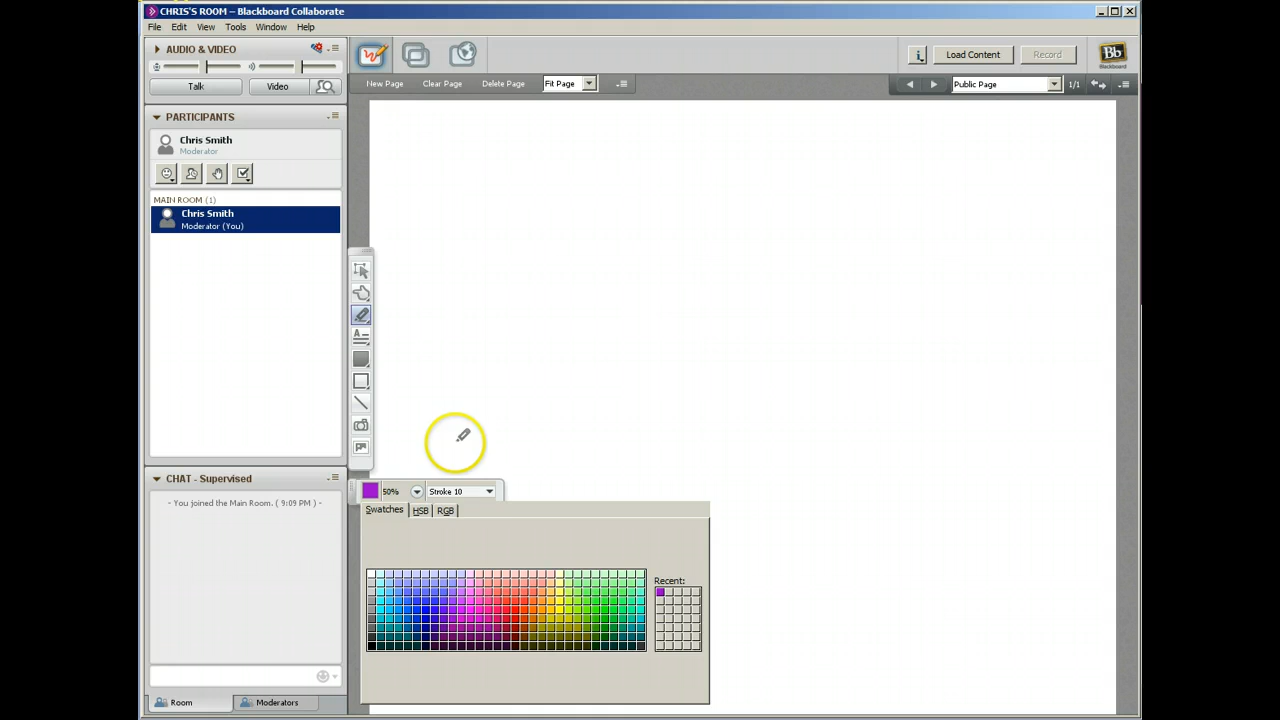 CHRIS'S ROOM – Blackboard Collaborate
File Edit View Tools Window Help
AUDIO & VIDEO
Talk Video
PARTICIPANTS
Chris Smith
Moderator
MAIN ROOM (1)
Chris Smith
Moderator (You)
CHAT - Supervised
- You joined the Main Room. ( 9:09 PM ) -
Room Moderators
Load Content Record
Bb
Blackboard
New Page Clear Page Delete Page Fit Page
Public Page 1/1
50% Stroke 10
Swatches HSB RGB
Recent: